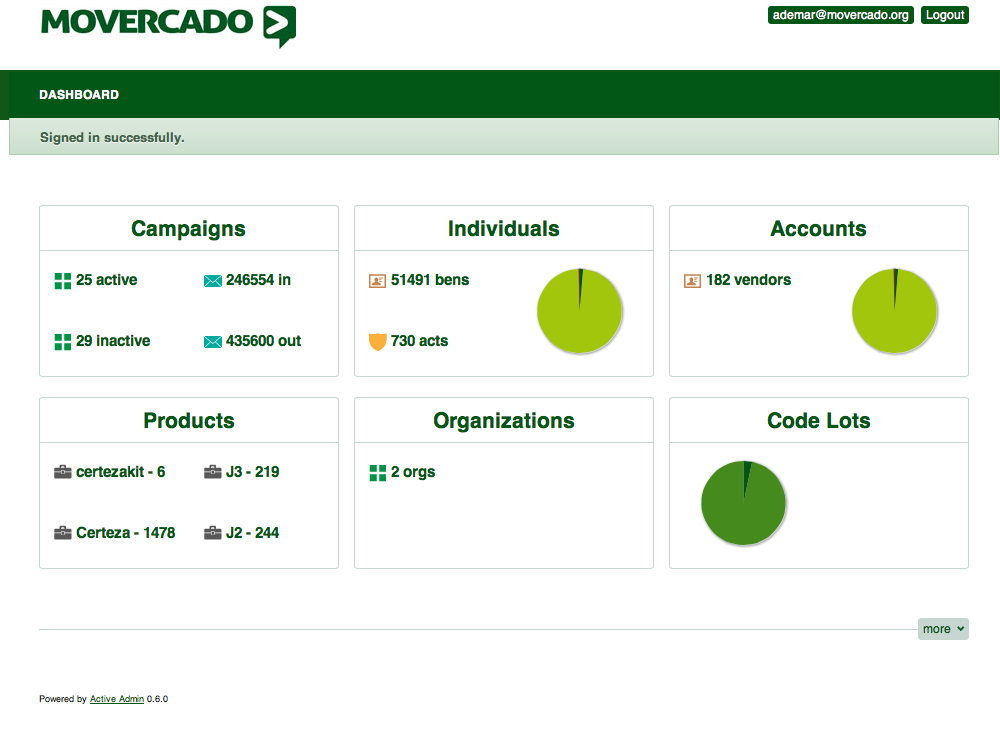 MOVERCADO
ademar@movercado.org Logout
DASHBOARD
Signed in successfully.
Campaigns
25 active 246554 in
29 inactive 435600 out
Individuals
51491 bens
730 acts
Accounts
182 vendors
Products
certezakit - 6 J3 - 219
Certeza - 1478 J2 - 244
Organizations
2 orgs
Code Lots
more
Powered by Active Admin 0.6.0